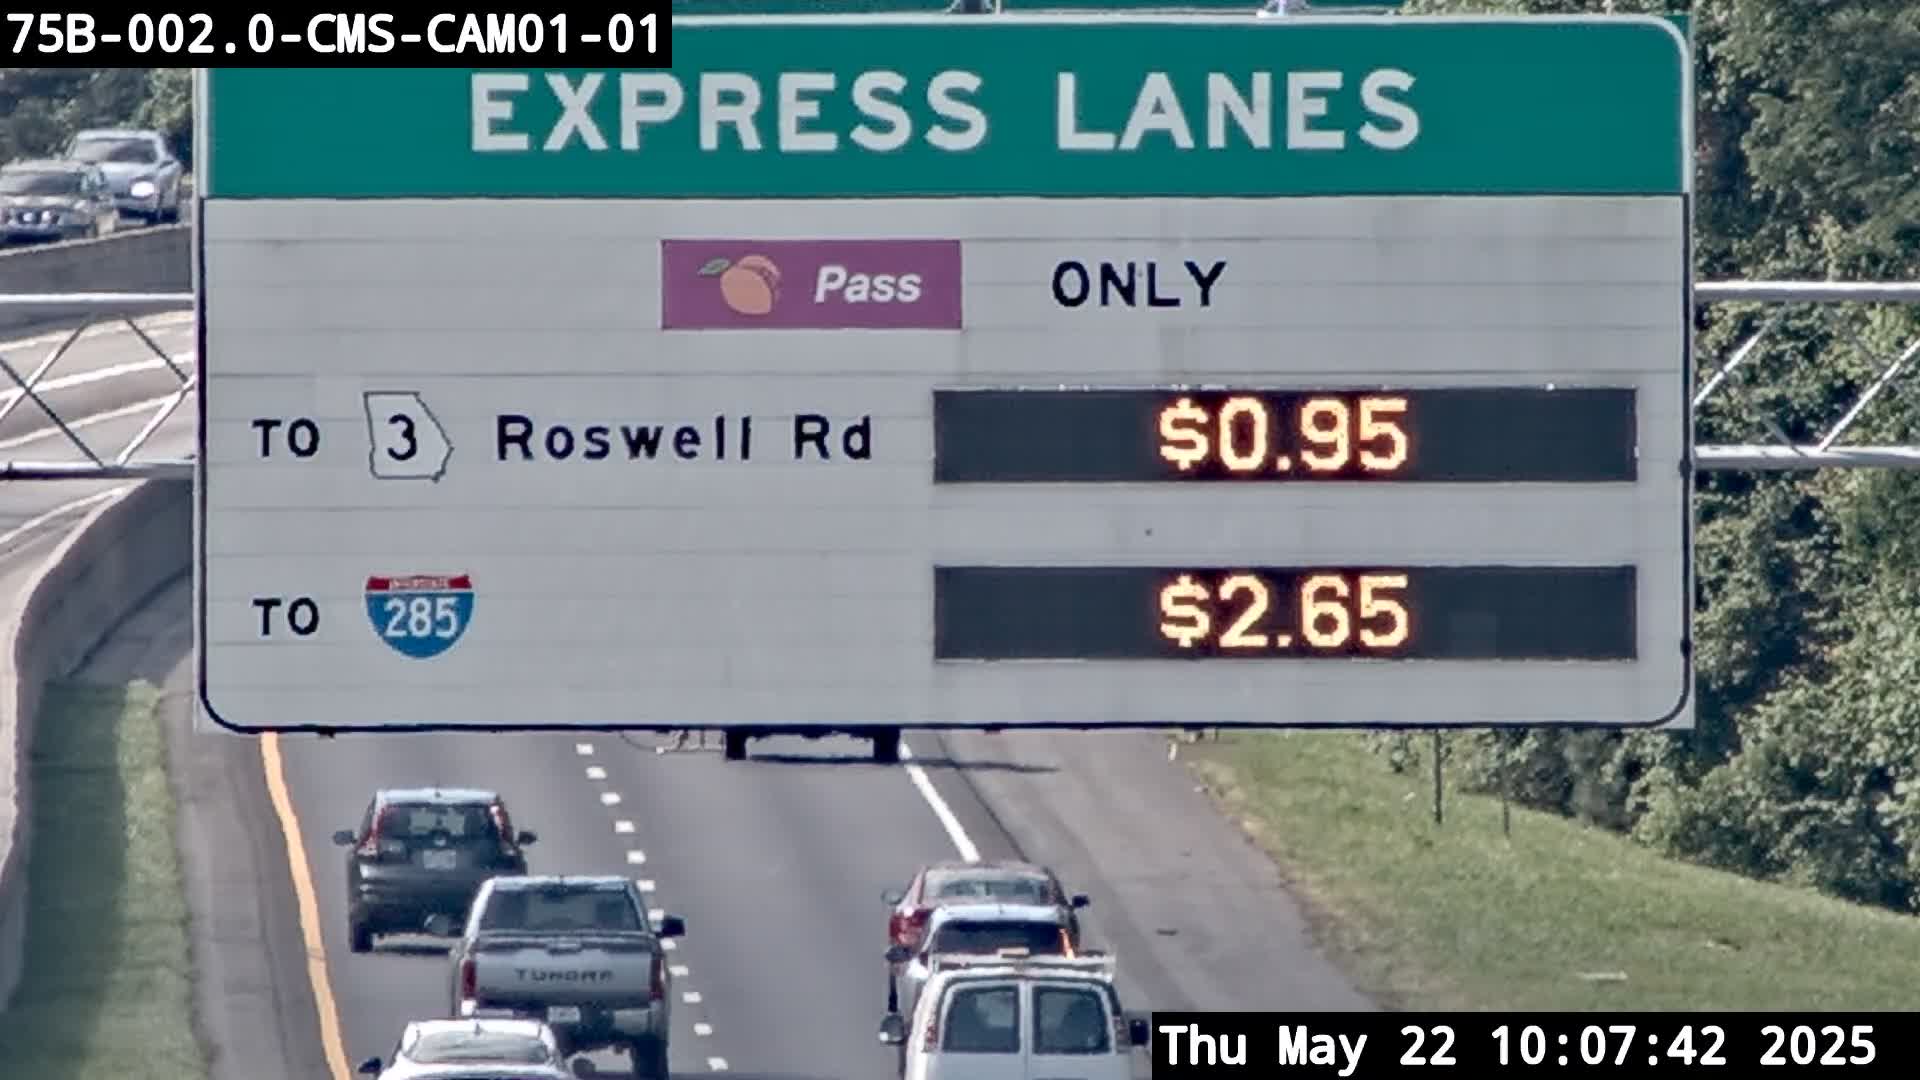 75B-002.0-CMS-CAM01-01
EXPRESS LANES
Pass ONLY
TO 3 Roswell Rd $0.95
TO INTERSTATE 285 $2.65
TUNDRA
Thu May 22 10:07:42 2025